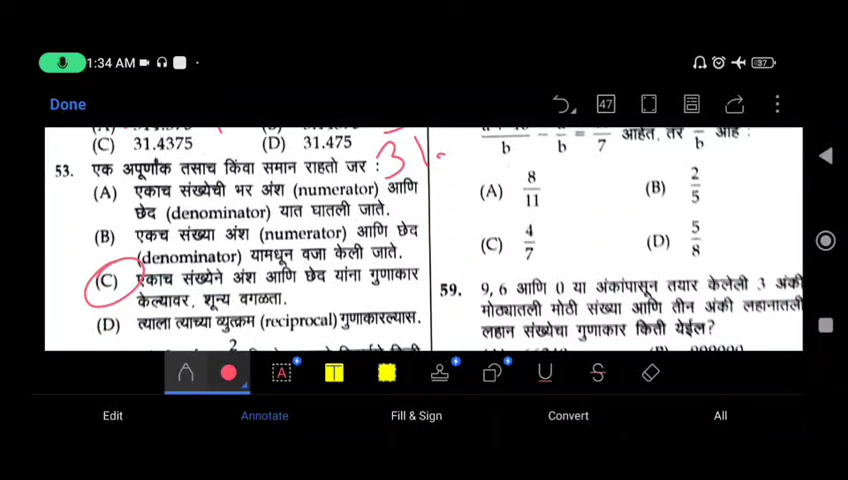 1:34 AM
37
Done
47
(C) 31.4375 (D) 31.475
53. एक अपूर्णांक तसाच किंवा समान राहतो जर :
(A) एकाच संख्येची भर अंश (numerator) आणि
छेद (denominator) यात घातली जाते.
(B) एकच संख्या अंश (numerator) आणि छेद
(denominator) यामधून वजा केली जाते.
(C) एकाच संख्येने अंश आणि छेद यांना गुणाकार
केल्यावर, शून्य वगळता.
(D) त्याला त्याच्या व्युत्क्रम (reciprocal) गुणाकारल्यास.
2
b - b = 7 आहेत, तर b आहे :
(A) 8/11 (B) 2/5
(C) 4/7 (D) 5/8
59. 9, 6 आणि 0 या अंकांपासून तयार केलेली 3 अंकी
मोठ्यातली मोठी संख्या आणि तीन अंकी लहानातली
लहान संख्येचा गुणाकार किती येईल?
A
T
U
S
Edit
Annotate
Fill & Sign
Convert
All